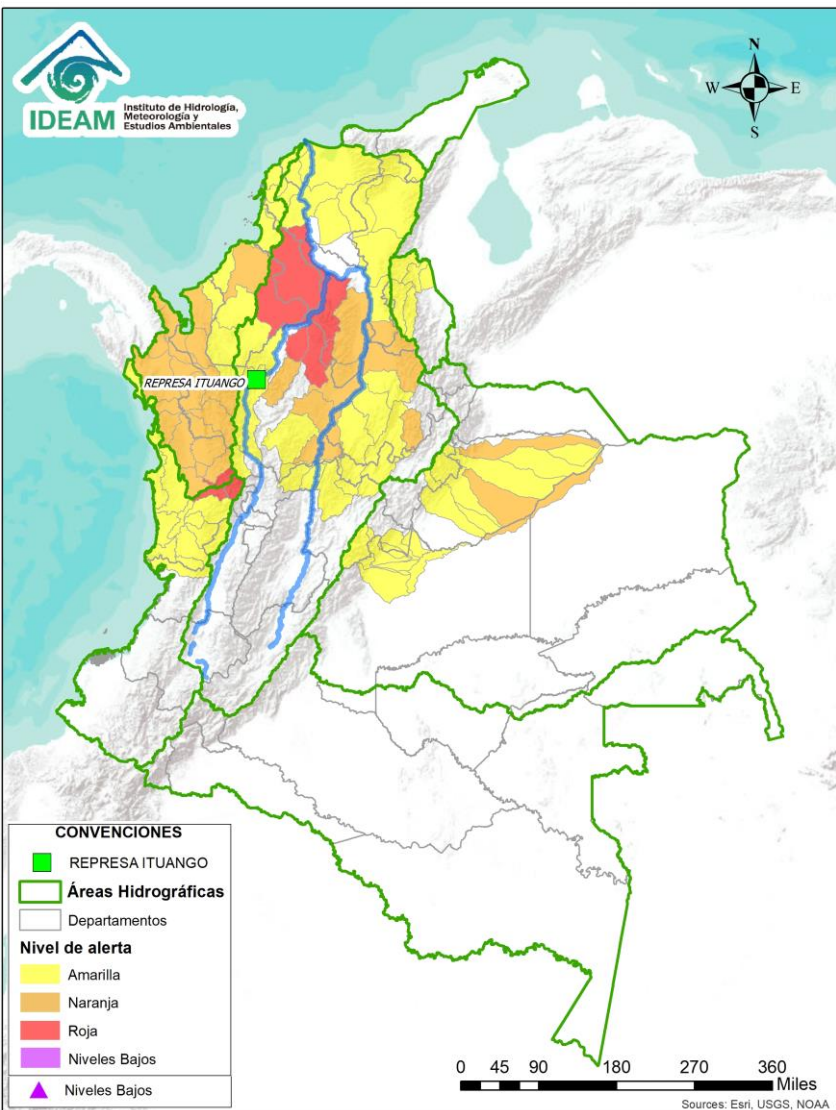 IDEAM
Instituto de Hidrología,
Meteorología y
Estudios Ambientales
N
W
E
S
REPRESA ITUANGO
CONVENCIONES
REPRESA ITUANGO
Áreas Hidrográficas
Departamentos
Nivel de alerta
Amarilla
Naranja
Roja
Niveles Bajos
Niveles Bajos
0 45 90 180 270 360
Miles
Sources: Esri, USGS, NOAA